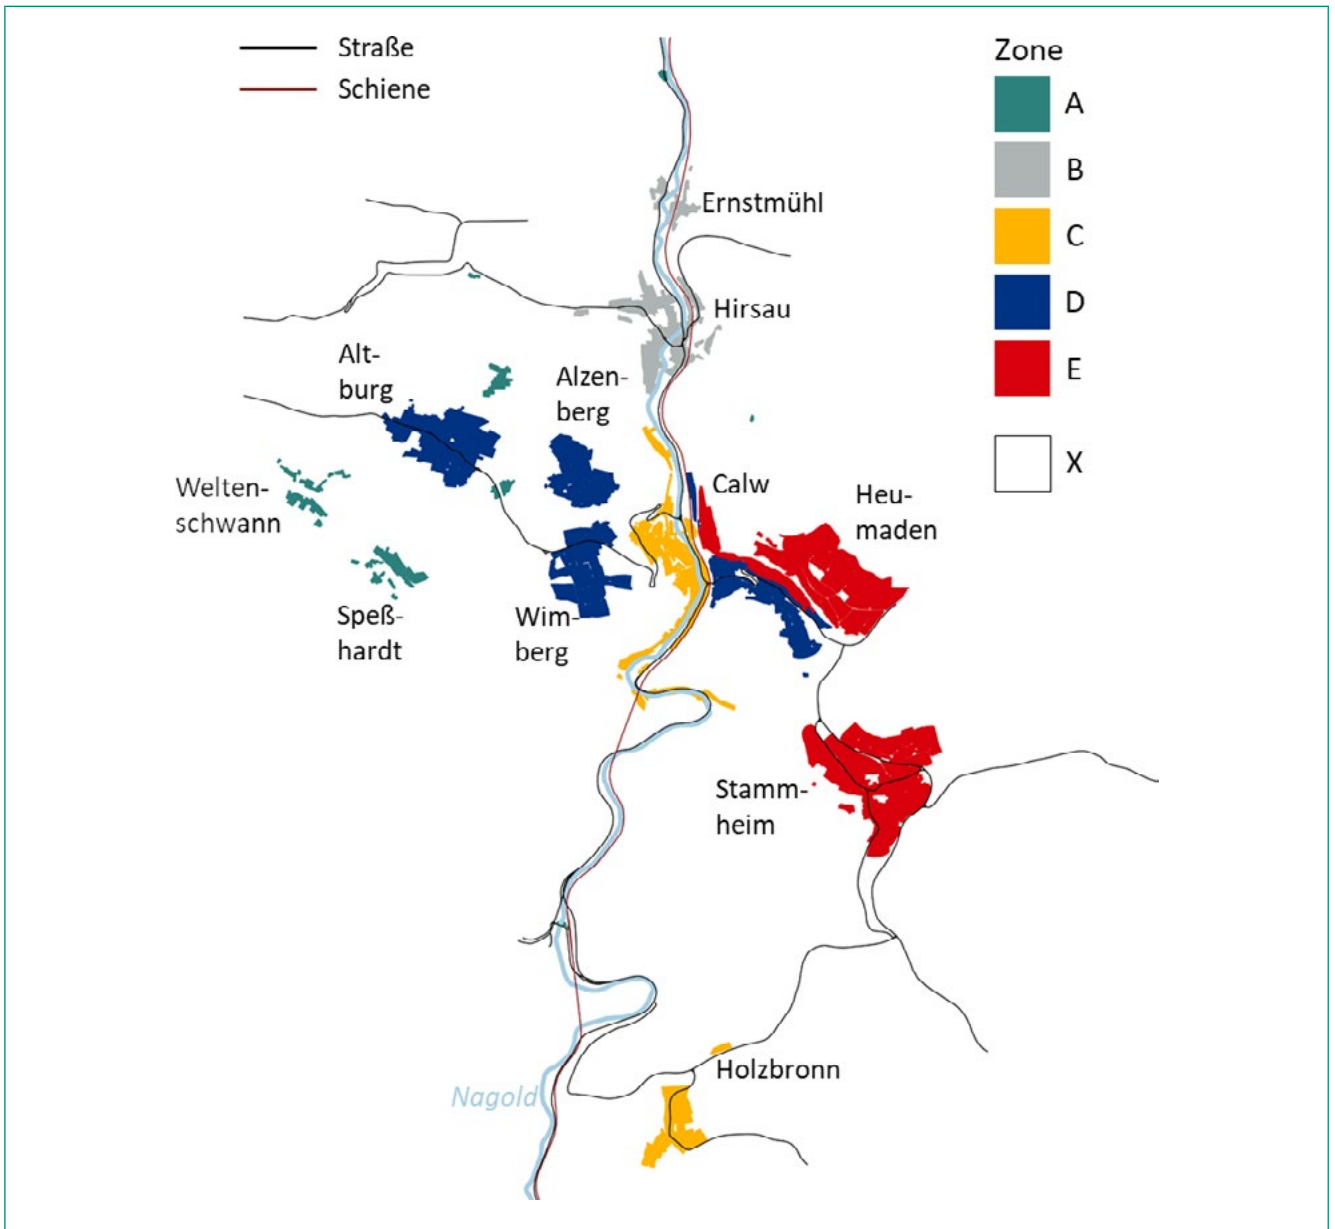 Straße
Schiene
Zone
A
B
C
D
E
X
Ernstmühl
Hirsau
Alt-
burg
Alzen-
berg
Calw
Heu-
maden
Welten-
schwann
Speß-
hardt
Wim-
berg
Stamm-
heim
Holzbronn
Nagold